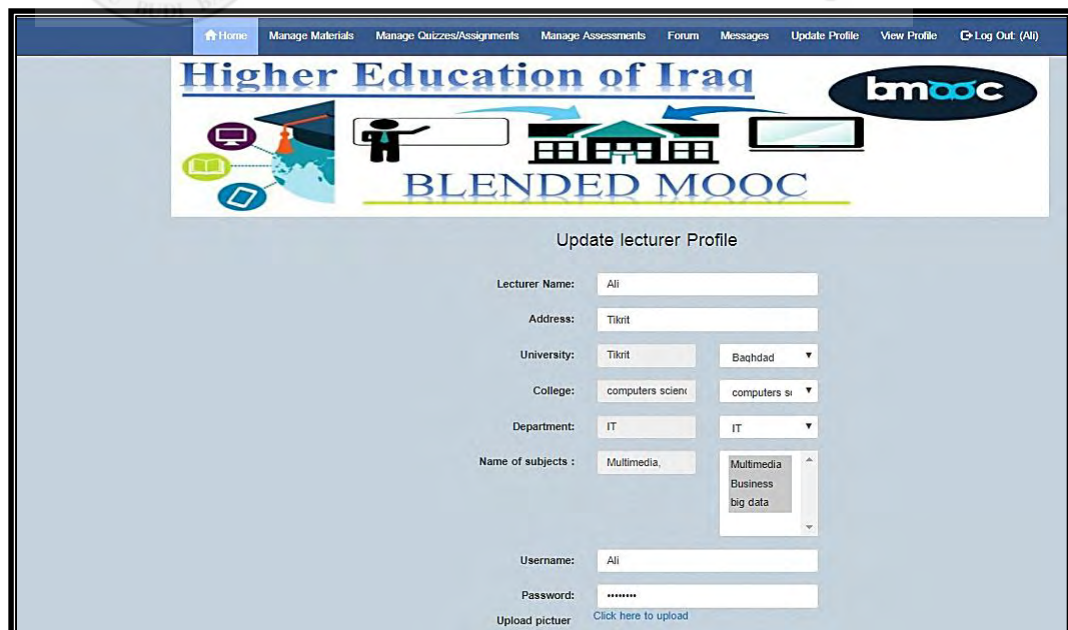 BUDI
Home Manage Materials Manage Quizzes/Assignments Manage Assessments Forum Messages Update Profile View Profile Log Out: (Ali)
Higher Education of Iraq
bmooc
BLENDED MOOC
Update lecturer Profile
Lecturer Name: Ali
Address: Tikrit
University: Tikrit Baghdad
College: computers scienc computers s
Department: IT IT
Name of subjects : Multimedia, Multimedia
Business
big data
Username: Ali
Password: ••••••••
Upload pictuer Click here to upload